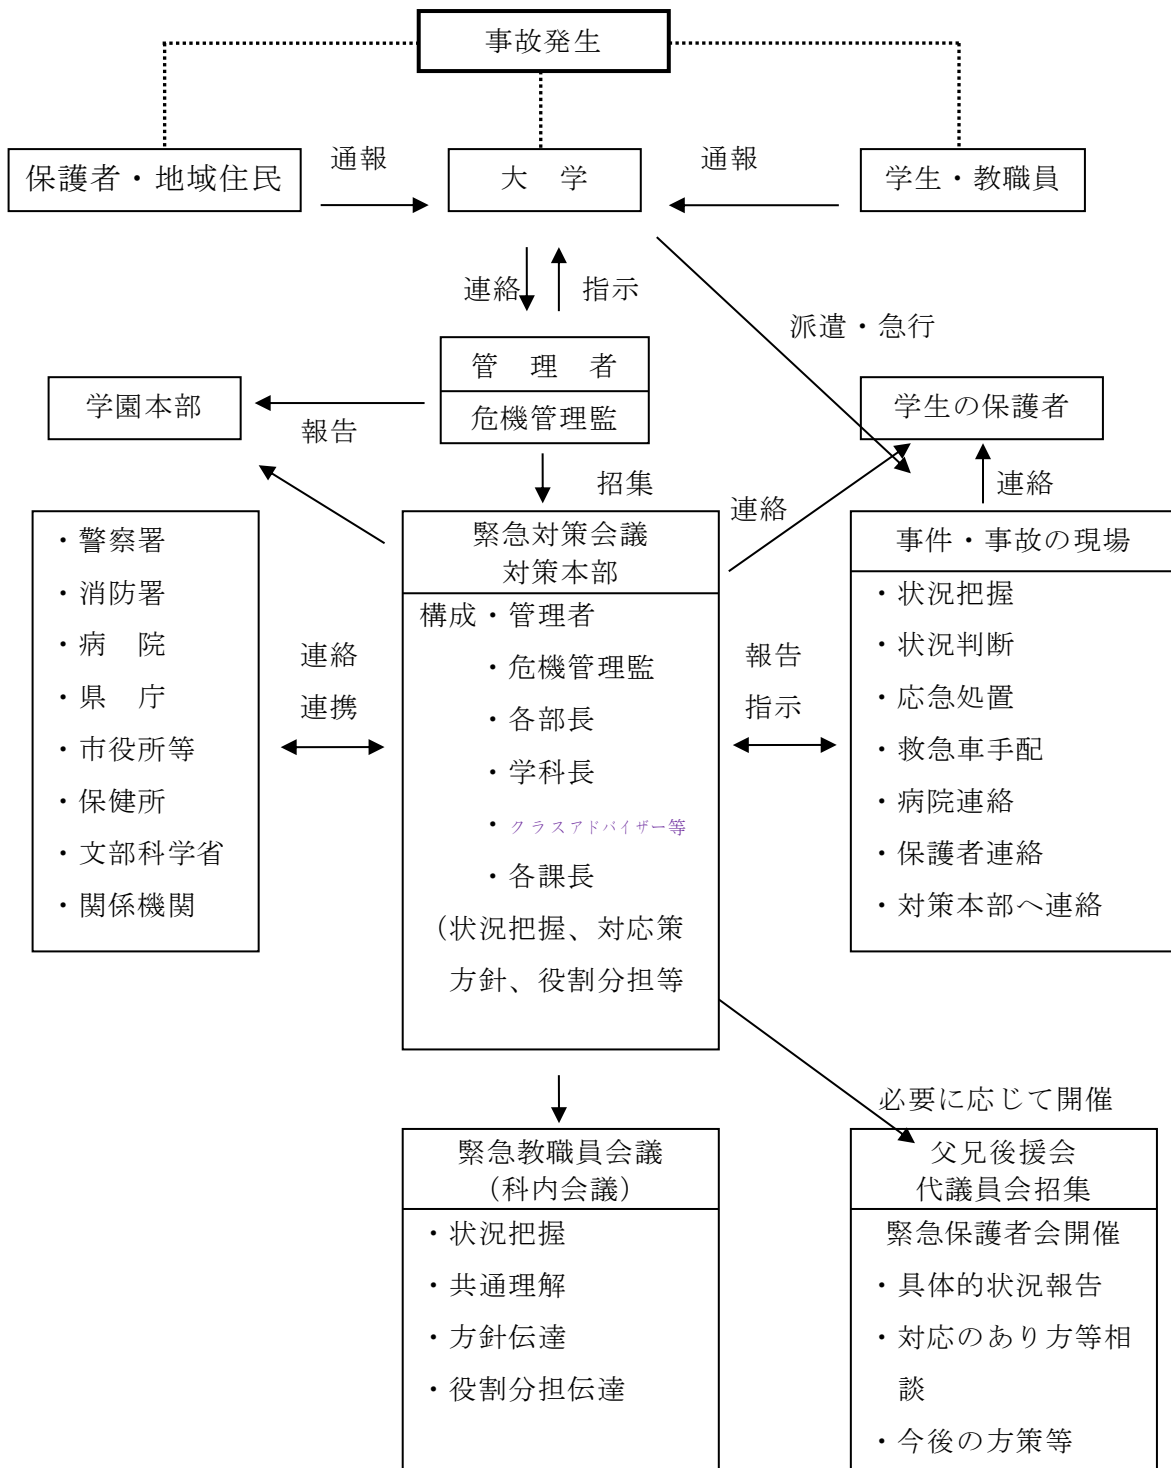 事故発生
通報
通報
保護者・地域住民
大　学
学生・教職員
連絡
指示
派遣・急行
管　理　者
危機管理監
学園本部
報告
学生の保護者
招集
連絡
連絡
・警察署
・消防署
・病　院
・県　庁
・市役所等
・保健所
・文部科学省
・関係機関
連絡
連携
緊急対策会議
対策本部
構成・管理者
・危機管理監
・各部長
・学科長
・クラスアドバイザー等
・各課長
（状況把握、対応策
方針、役割分担等
報告
指示
事件・事故の現場
・状況把握
・状況判断
・応急処置
・救急車手配
・病院連絡
・保護者連絡
・対策本部へ連絡
必要に応じて開催
緊急教職員会議
（科内会議）
・状況把握
・共通理解
・方針伝達
・役割分担伝達
父兄後援会
代議員会招集
緊急保護者会開催
・具体的状況報告
・対応のあり方等相
談
・今後の方策等